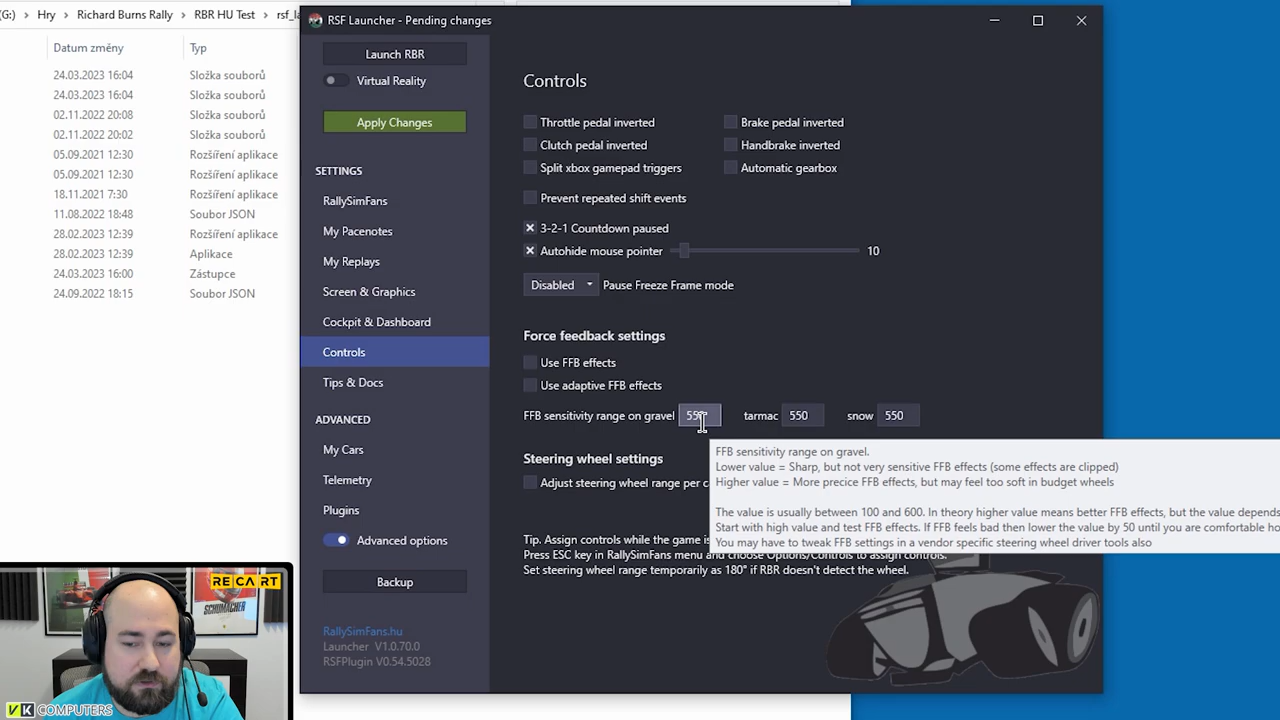 (G:) › Hry › Richard Burns Rally › RBR HU Test ›
Datum změny Typ
24.03.2023 16:04 Složka souborů
24.03.2023 16:04 Složka souborů
02.11.2022 20:08 Složka souborů
02.11.2022 20:02 Složka souborů
05.09.2021 12:30 Rozšíření aplikace
05.09.2021 12:30 Rozšíření aplikace
18.11.2021 7:30 Rozšíření aplikace
11.08.2022 18:48 Soubor JSON
28.02.2023 12:39 Rozšíření aplikace
28.02.2023 12:39 Aplikace
24.03.2023 16:00 Zástupce
24.09.2022 18:15 Soubor JSON
RSF Launcher - Pending changes
Launch RBR
Virtual Reality
Apply Changes
SETTINGS
RallySimFans
My Pacenotes
My Replays
Screen & Graphics
Cockpit & Dashboard
Controls
Tips & Docs
ADVANCED
My Cars
Telemetry
Plugins
Advanced options
Backup
RallySimFans.hu
Launcher V1.0.70.0
RSFPlugin V0.54.5028
Controls
Throttle pedal inverted Brake pedal inverted
Clutch pedal inverted Handbrake inverted
Split xbox gamepad triggers Automatic gearbox
Prevent repeated shift events
3-2-1 Countdown paused
Autohide mouse pointer 10
Disabled Pause Freeze Frame mode
Force feedback settings
Use FFB effects
Use adaptive FFB effects
FFB sensitivity range on gravel 550 tarmac 550 snow 550
Steering wheel settings
Adjust steering wheel range per
FFB sensitivity range on gravel.
Lower value = Sharp, but not very sensitive FFB effects (some effects are clipped)
Higher value = More precice FFB effects, but may feel too soft in budget wheels
The value is usually between 100 and 600. In theory higher value means better FFB effects, but the value depends
Start with high value and test FFB effects. If FFB feels bad then lower the value by 50 until you are comfortable
You may have to tweak FFB settings in a vendor specific steering wheel driver tools also
Tip. Assign controls while the game is
Press ESC key in RallySimFans menu and choose Options/Controls to assign controls.
Set steering wheel range temporarily as 180° if RBR doesn't detect the wheel.
RECART
SCHUMACHER
VK COMPUTERS